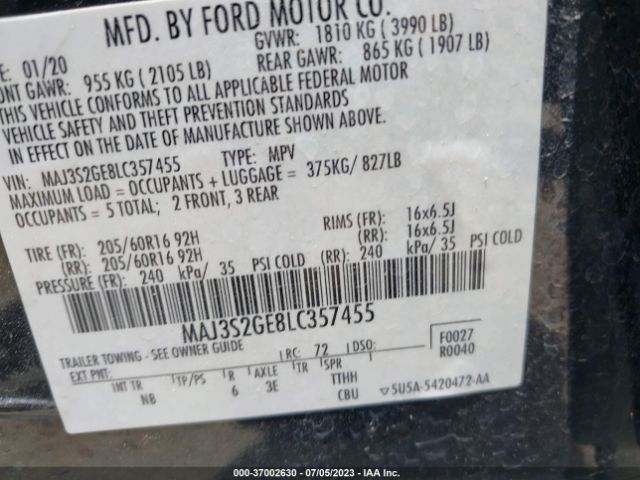 MFD. BY FORD MOTOR CO.
01/20 GVWR: 1810 KG ( 3990 LB)
GAWR: 955 KG ( 2105 LB) REAR GAWR: 865 KG ( 1907 LB)
THIS VEHICLE CONFORMS TO ALL APPLICABLE FEDERAL MOTOR
VEHICLE SAFETY AND THEFT PREVENTION STANDARDS
IN EFFECT ON THE DATE OF MANUFACTURE SHOWN ABOVE.
VIN: MAJ3S2GE8LC357455 TYPE: MPV
MAXIMUM LOAD = OCCUPANTS + LUGGAGE = 375KG/ 827LB
OCCUPANTS = 5 TOTAL; 2 FRONT, 3 REAR
TIRE (FR): 205/60R16 92H RIMS (FR): 16x6.5J
(RR): 205/60R16 92H (RR): 16x6.5J
PRESSURE (FR): 240 kPa/ 35 PSI COLD (RR): 240 kPa/ 35 PSI COLD
MAJ3S2GE8LC357455
TRAILER TOWING - SEE OWNER GUIDE
EXT PNT: RC: 72 DSO: F0027
R0040
INT TR TP/PS R AXLE TR SPR
NB 6 3E TTHH
CBU 5U5A-5420472-AA
000-37002630 - 07/05/2023 - IAA Corp.